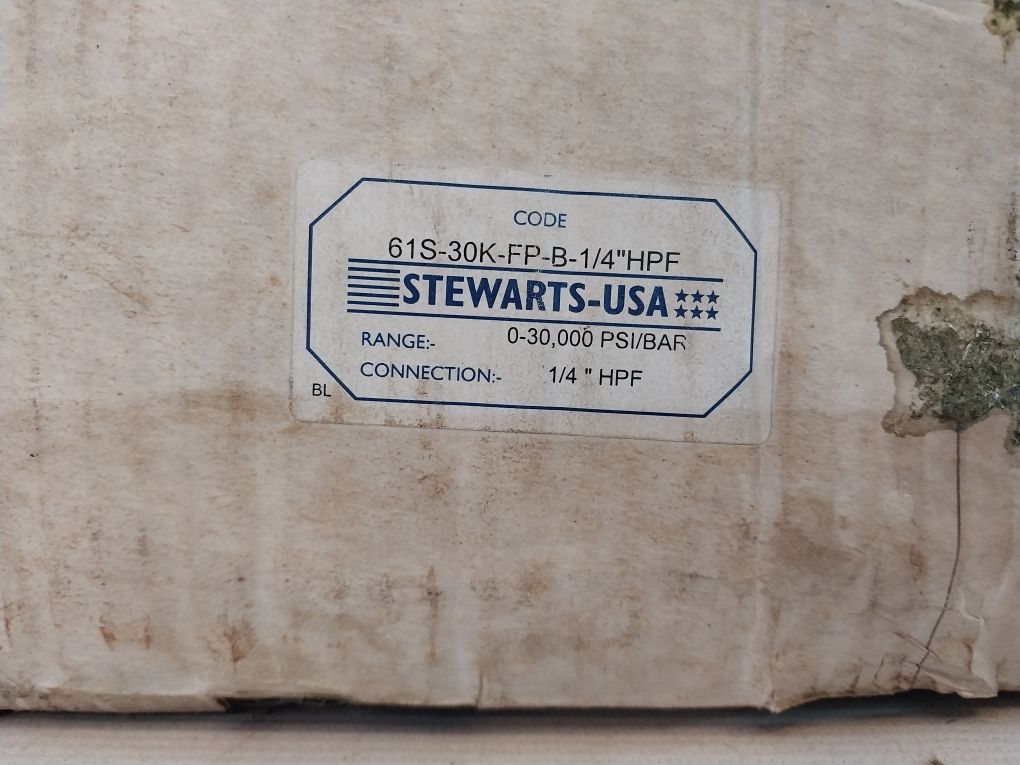 CODE
61S-30K-FP-B-1/4"HPF
STEWARTS-USA
RANGE:- 0-30,000 PSI/BAR
CONNECTION:- 1/4 " HPF
BL